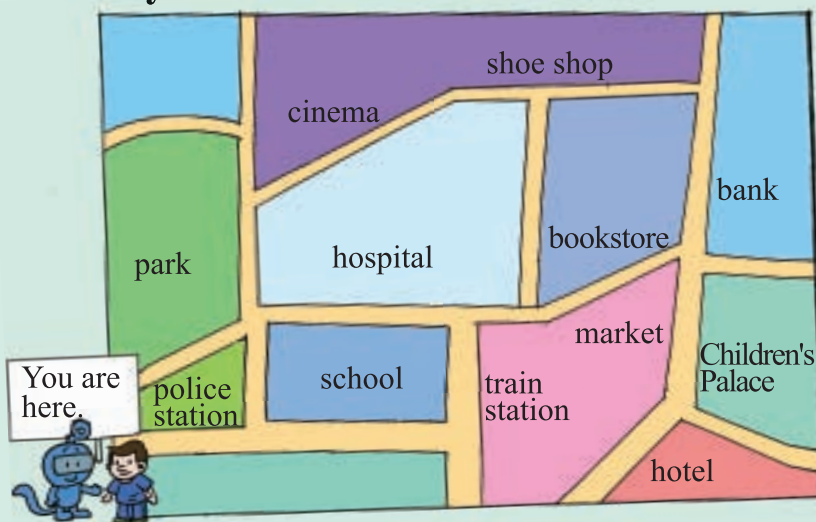 shoe shop
cinema
bank
bookstore
park
hospital
market
Children's
Palace
You are
here.
police
station
school
train
station
hotel